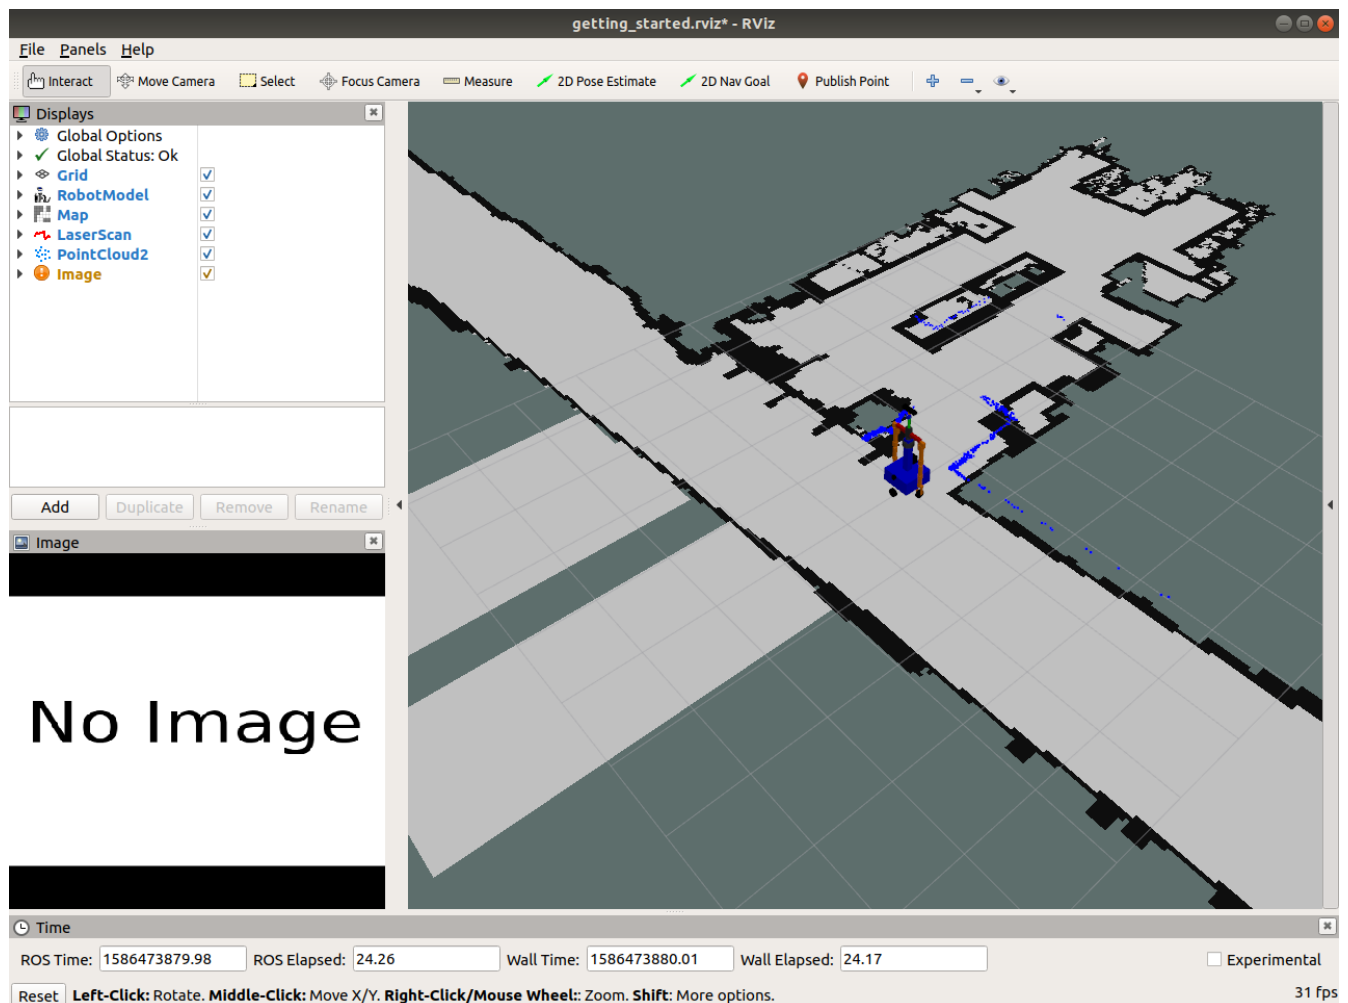 getting_started.rviz* - RViz
File Panels Help
Interact Move Camera Select Focus Camera Measure 2D Pose Estimate 2D Nav Goal Publish Point
Displays
Global Options
Global Status: Ok
Grid
RobotModel
Map
LaserScan
PointCloud2
Image
Add Duplicate Remove Rename
Image
No Image
Time
ROS Time: 1586473879.98 ROS Elapsed: 24.26 Wall Time: 1586473880.01 Wall Elapsed: 24.17 Experimental
Reset Left-Click: Rotate. Middle-Click: Move X/Y. Right-Click/Mouse Wheel:: Zoom. Shift: More options. 31 fps